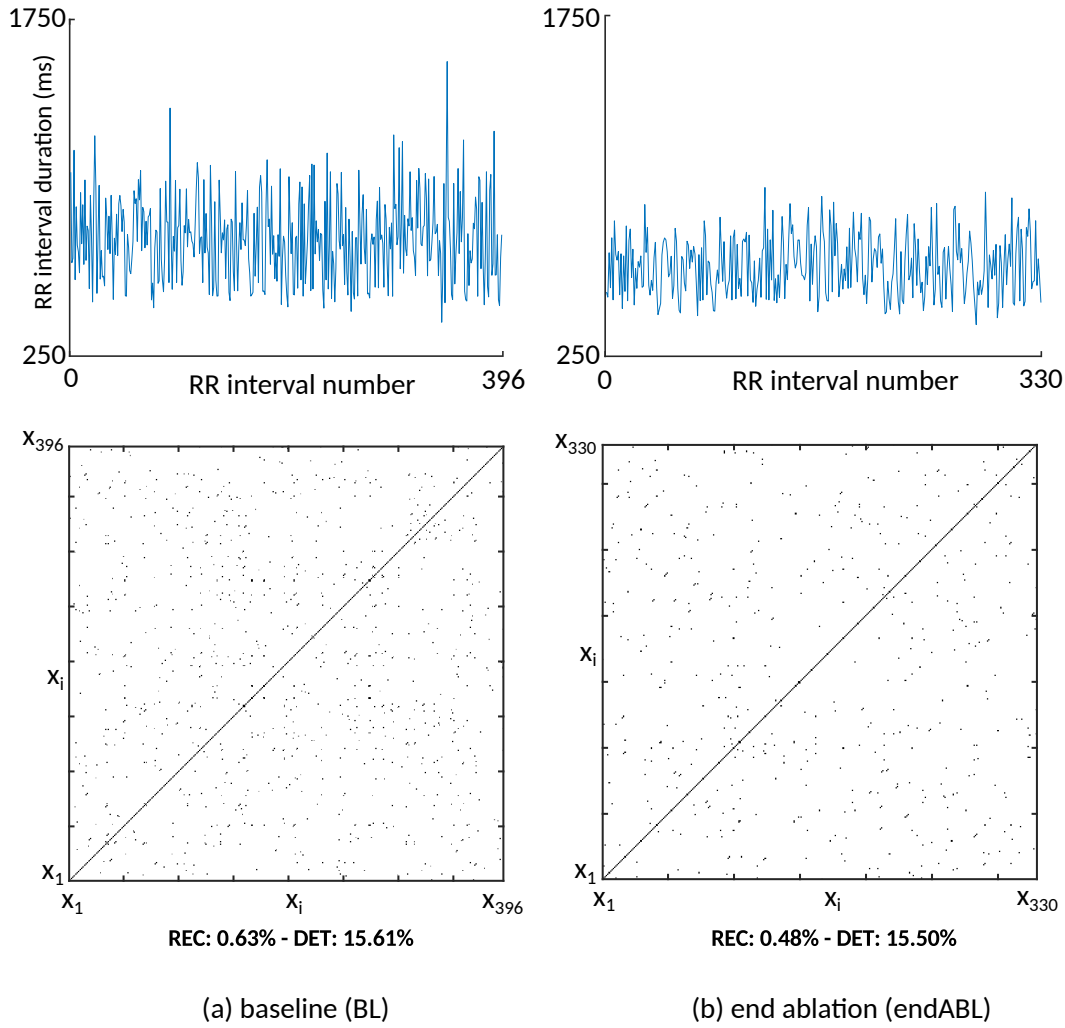 1750
RR interval duration (ms)
250
0
RR interval number
396
1750
250
0
RR interval number
330
x396
xi
x1
x1
xi
x396
REC: 0.63% - DET: 15.61%
(a) baseline (BL)
x330
xi
x1
x1
xi
x330
REC: 0.48% - DET: 15.50%
(b) end ablation (endABL)